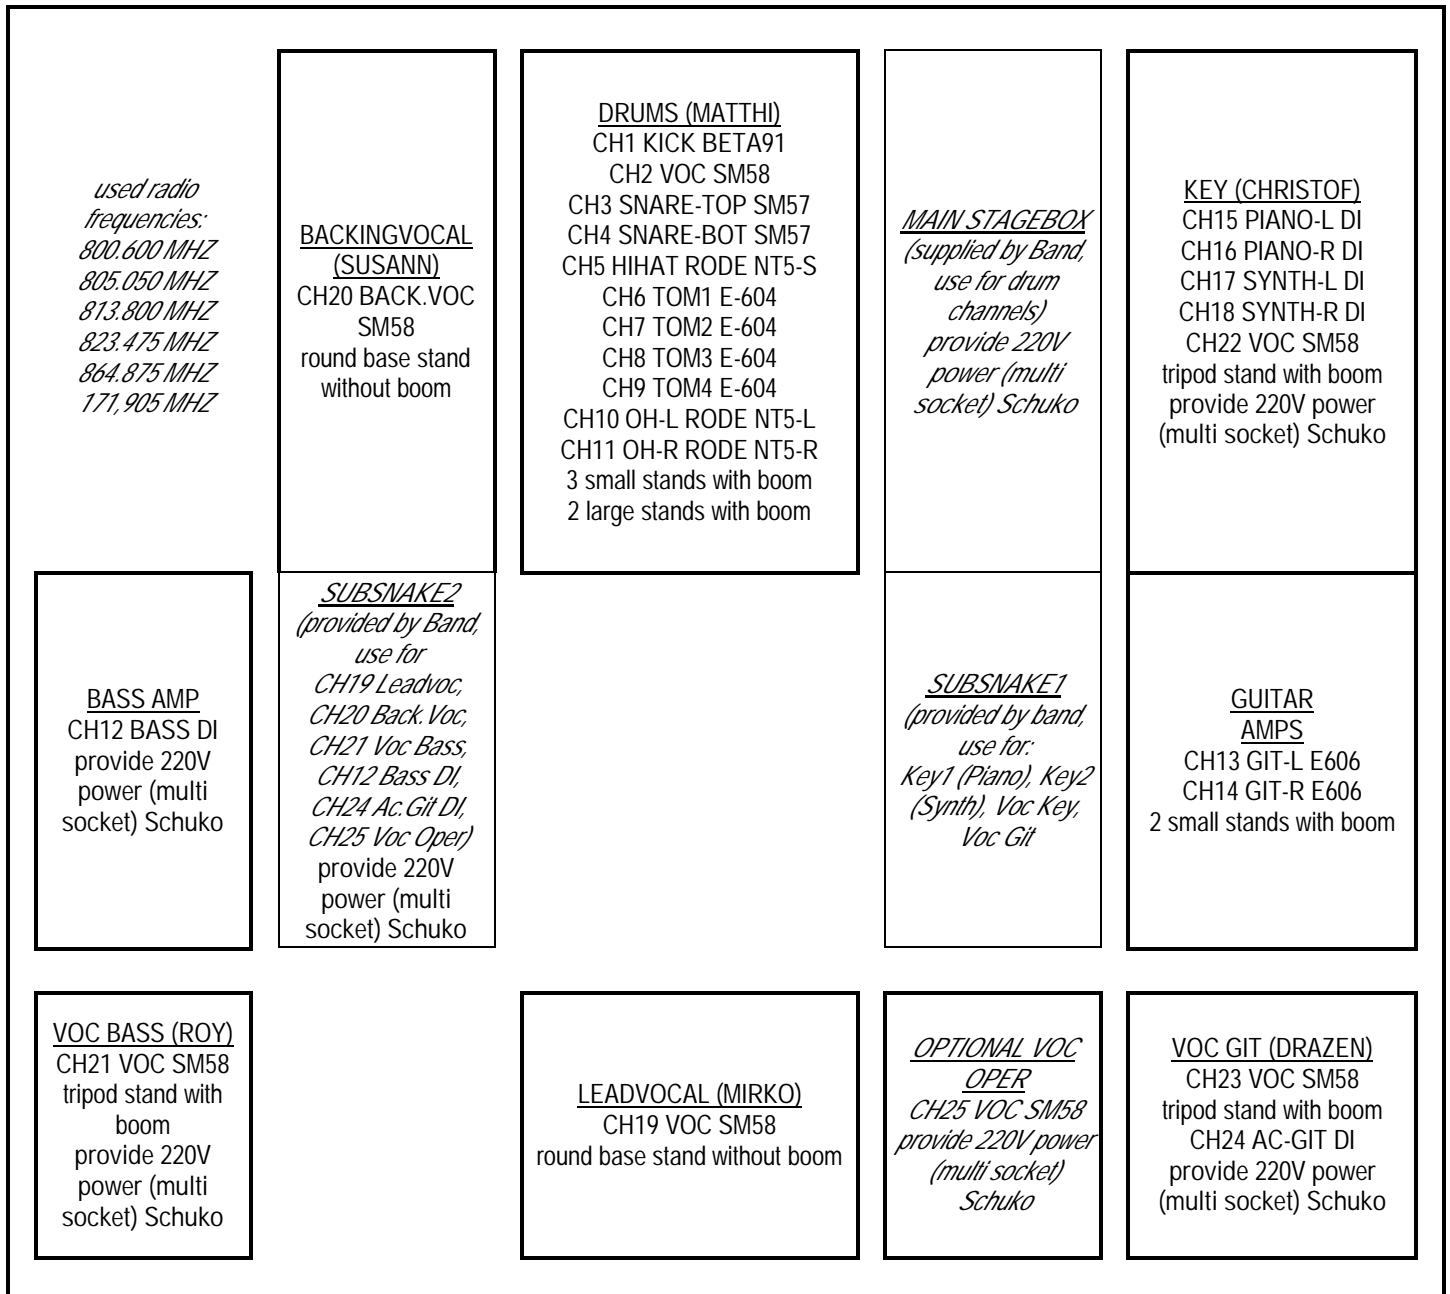 used radio
frequencies:
800.600 MHZ
805.050 MHZ
813.800 MHZ
823.475 MHZ
864.875 MHZ
171,905 MHZ
BACKINGVOCAL
(SUSANN)
CH20 BACK.VOC
SM58
round base stand
without boom
DRUMS (MATTHI)
CH1 KICK BETA91
CH2 VOC SM58
CH3 SNARE-TOP SM57
CH4 SNARE-BOT SM57
CH5 HIHAT RODE NT5-S
CH6 TOM1 E-604
CH7 TOM2 E-604
CH8 TOM3 E-604
CH9 TOM4 E-604
CH10 OH-L RODE NT5-L
CH11 OH-R RODE NT5-R
3 small stands with boom
2 large stands with boom
MAIN STAGEBOX
(supplied by Band,
use for drum
channels)
provide 220V
power (multi
socket) Schuko
KEY (CHRISTOF)
CH15 PIANO-L DI
CH16 PIANO-R DI
CH17 SYNTH-L DI
CH18 SYNTH-R DI
CH22 VOC SM58
tripod stand with boom
provide 220V power
(multi socket) Schuko
BASS AMP
CH12 BASS DI
provide 220V
power (multi
socket) Schuko
SUBSNAKE2
(provided by Band,
use for
CH19 Leadvoc,
CH20 Back.Voc,
CH21 Voc Bass,
CH12 Bass DI,
CH24 Ac.Git DI,
CH25 Voc Oper)
provide 220V
power (multi
socket) Schuko
SUBSNAKE1
(provided by band,
use for:
Key1 (Piano), Key2
(Synth), Voc Key,
Voc Git
GUITAR
AMPS
CH13 GIT-L E606
CH14 GIT-R E606
2 small stands with boom
VOC BASS (ROY)
CH21 VOC SM58
tripod stand with
boom
provide 220V
power (multi
socket) Schuko
LEADVOCAL (MIRKO)
CH19 VOC SM58
round base stand without boom
OPTIONAL VOC
OPER
CH25 VOC SM58
provide 220V power
(multi socket)
Schuko
VOC GIT (DRAZEN)
CH23 VOC SM58
tripod stand with boom
CH24 AC-GIT DI
provide 220V power
(multi socket) Schuko